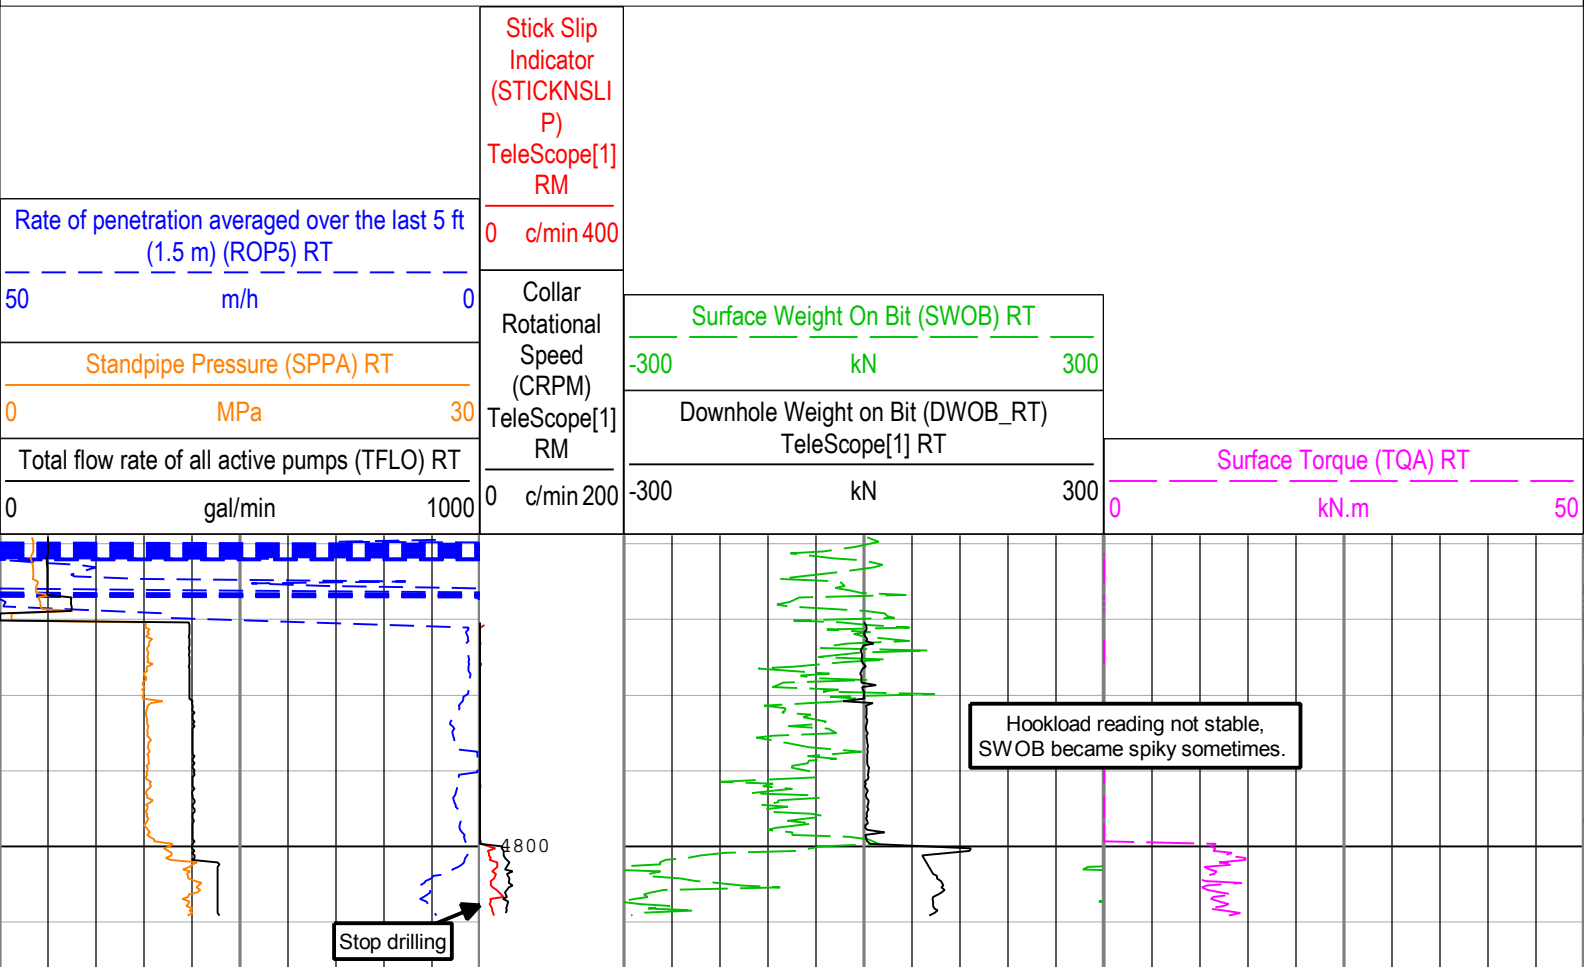 Stick Slip
Indicator
(STICKNSLI
P)
TeleScope[1]
RM
0 c/min 400
Rate of penetration averaged over the last 5 ft
(1.5 m) (ROP5) RT
50 m/h 0
Standpipe Pressure (SPPA) RT
0 MPa 30
Total flow rate of all active pumps (TFLO) RT
0 gal/min 1000
Collar
Rotational
Speed
(CRPM)
TeleScope[1]
RM
0 c/min 200
Surface Weight On Bit (SWOB) RT
-300 kN 300
Downhole Weight on Bit (DWOB_RT)
TeleScope[1] RT
-300 kN 300
Surface Torque (TQA) RT
0 kN.m 50
Hookload reading not stable,
SWOB became spiky sometimes.
4800
Stop drilling